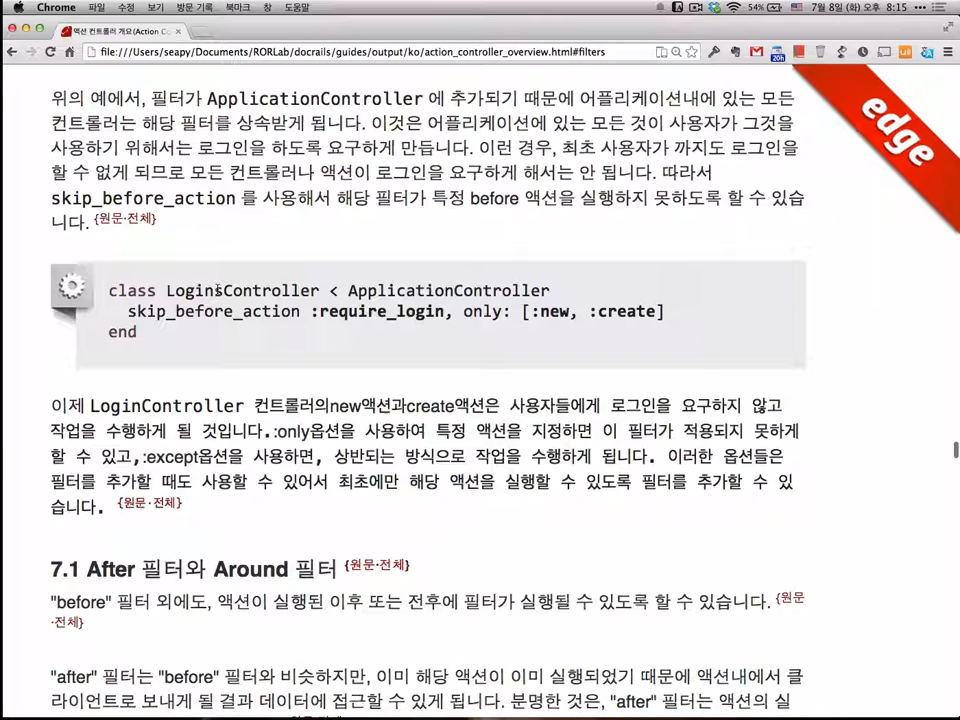 Chrome 파일 수정 보기 방문 기록 북마크 창 도움말 54% 7월 8일 (화) 오후 8:15
액션 컨트롤러 개요(Action Co
file:///Users/seapy/Documents/RORLab/docrails/guides/output/ko/action_controller_overview.html#filters 20h
edge
위의 예에서, 필터가 ApplicationController 에 추가되기 때문에 어플리케이션내에 있는 모든
컨트롤러는 해당 필터를 상속받게 됩니다. 이것은 어플리케이션에 있는 모든 것이 사용자가 그것을
사용하기 위해서는 로그인을 하도록 요구하게 만듭니다. 이런 경우, 최초 사용자가 까지도 로그인을
할 수 없게 되므로 모든 컨트롤러나 액션이 로그인을 요구하게 해서는 안 됩니다. 따라서
skip_before_action 를 사용해서 해당 필터가 특정 before 액션을 실행하지 못하도록 할 수 있습
니다. {원문·전체}
class LoginsController < ApplicationController
skip_before_action :require_login, only: [:new, :create]
end
이제 LoginController 컨트롤러의new액션과create액션은 사용자들에게 로그인을 요구하지 않고
작업을 수행하게 될 것입니다.:only옵션을 사용하여 특정 액션을 지정하면 이 필터가 적용되지 못하게
할 수 있고,:except옵션을 사용하면, 상반되는 방식으로 작업을 수행하게 됩니다. 이러한 옵션들은
필터를 추가할 때도 사용할 수 있어서 최초에만 해당 액션을 실행할 수 있도록 필터를 추가할 수 있
습니다. {원문·전체}
7.1 After 필터와 Around 필터 {원문·전체}
"before" 필터 외에도, 액션이 실행된 이후 또는 전후에 필터가 실행될 수 있도록 할 수 있습니다. {원문
·전체}
"after" 필터는 "before" 필터와 비슷하지만, 이미 해당 액션이 이미 실행되었기 때문에 액션내에서 클
라이언트로 보내게 될 결과 데이터에 접근할 수 있게 됩니다. 분명한 것은, "after" 필터는 액션의 실